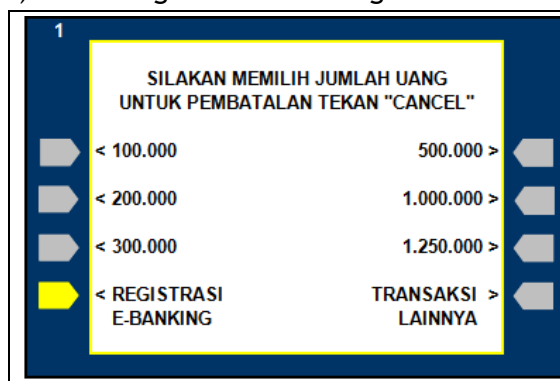 1
SILAKAN MEMILIH JUMLAH UANG
UNTUK PEMBATALAN TEKAN "CANCEL"
< 100.000 500.000 >
< 200.000 1.000.000 >
< 300.000 1.250.000 >
< REGISTRASI TRANSAKSI >
E-BANKING LAINNYA